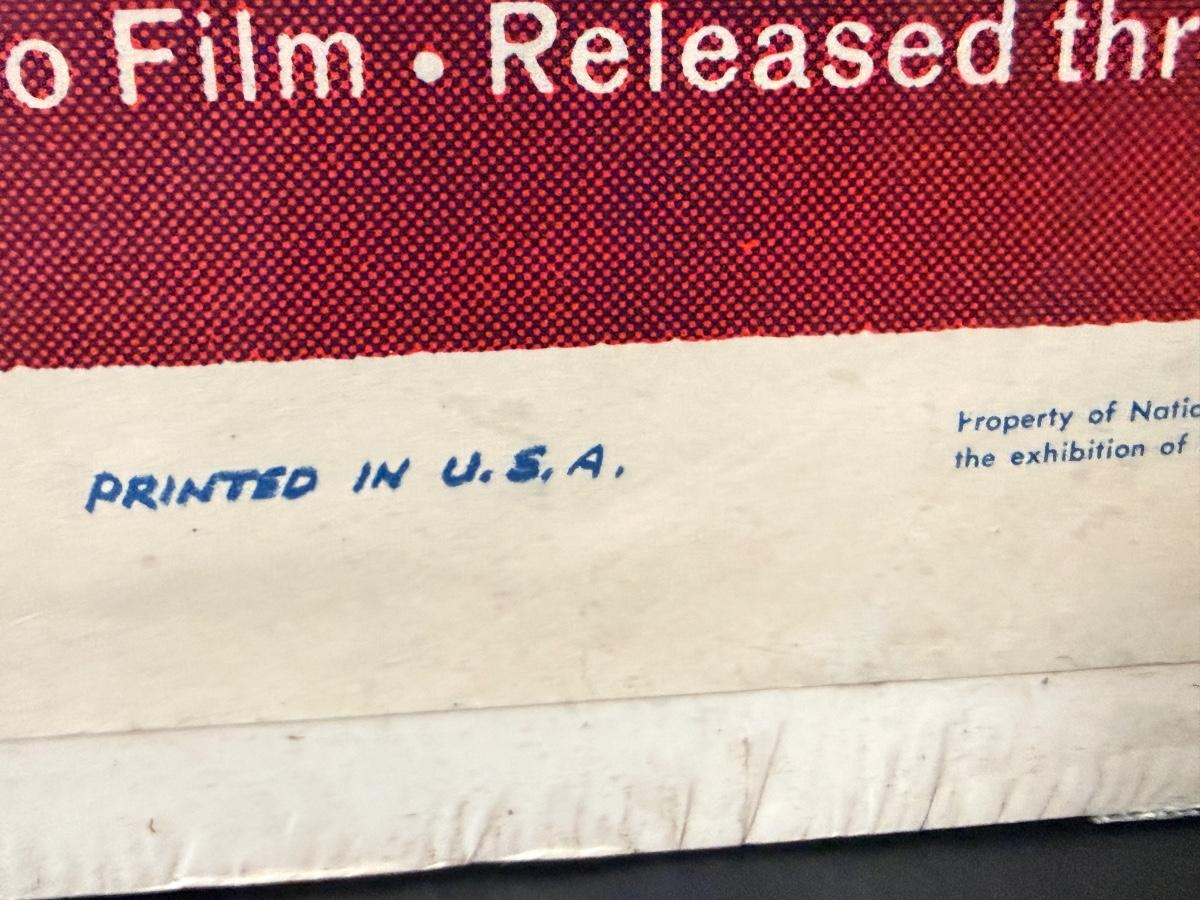 o Film • Released thr
PRINTED IN U.S.A.
Property of Natio
the exhibition of